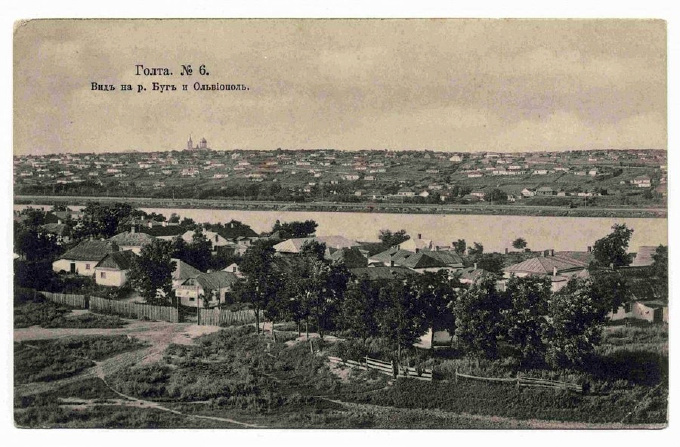 Голта. № 6.
Видъ на р. Бугъ и Ольвіополь.